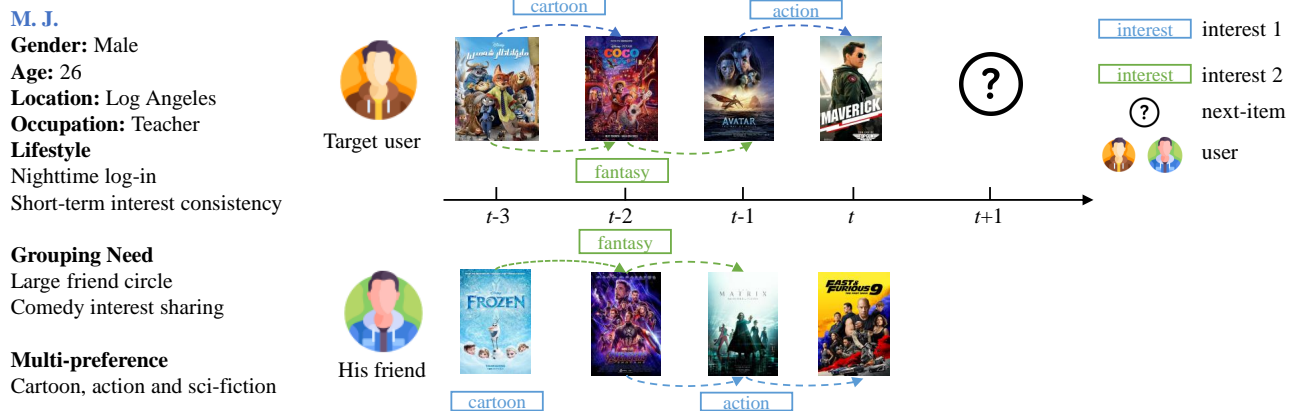 M. J.
Gender: Male
Age: 26
Location: Log Angeles
Occupation: Teacher
Lifestyle
Nighttime log-in
Short-term interest consistency
Grouping Need
Large friend circle
Comedy interest sharing
Multi-preference
Cartoon, action and sci-fiction
cartoon
action
COCO
AVATAR
MAVERICK
?
Target user
fantasy
t-3
t-2
t-1
t
t+1
fantasy
FROZEN
MATRIX
FAST &
FURIOUS 9
His friend
cartoon
action
interest
interest 1
interest
interest 2
?
next-item
user